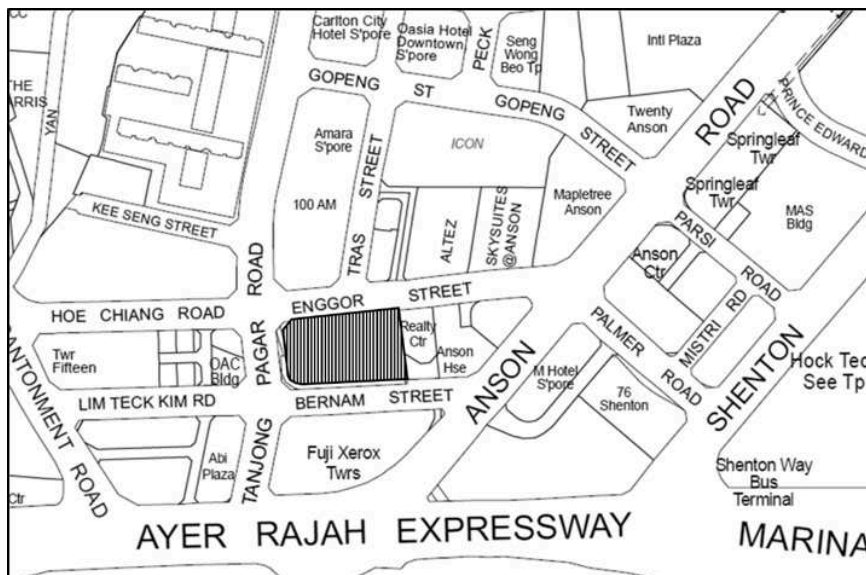 Carlton City
Hotel S'pore
Oasia Hotel
Downtown,
S'pore
PECK
Seng
Wong
Beo Tp
Intl Plaza
THE
YAN
GOPENG ST
GOPENG STREET
Twenty
Anson
ROAD
PRINCE EDWARD
Amara
S'pore
100 AM
STREET
ICON
Springleaf
Twr
Springleaf
Twr
MAS
Bldg
KEE SENG STREET
ALTEZ
SKYSUITES
@ANSON
Mapletree
Anson
PARSI
ROAD
Anson
Ctr
TRAS
ROAD
ENGGOR STREET
HOE CHIANG ROAD
MISTRI RD
PALMER
ROAD
Realty
Ctr
Anson
Hse
Twr
Fifteen
OAC
Bldg
PAGAR
M Hotel
S'pore
76
Shenton
SHENTON
Hock Tec
See Tp
ANTONMENT ROAD
LIM TECK KIM RD
BERNAM STREET
ANSON
Abi
Plaza
TANJONG
Fuji Xerox
Twrs
Ctr
Shenton Way
Bus
Terminal
AYER RAJAH EXPRESSWAY
MARINA